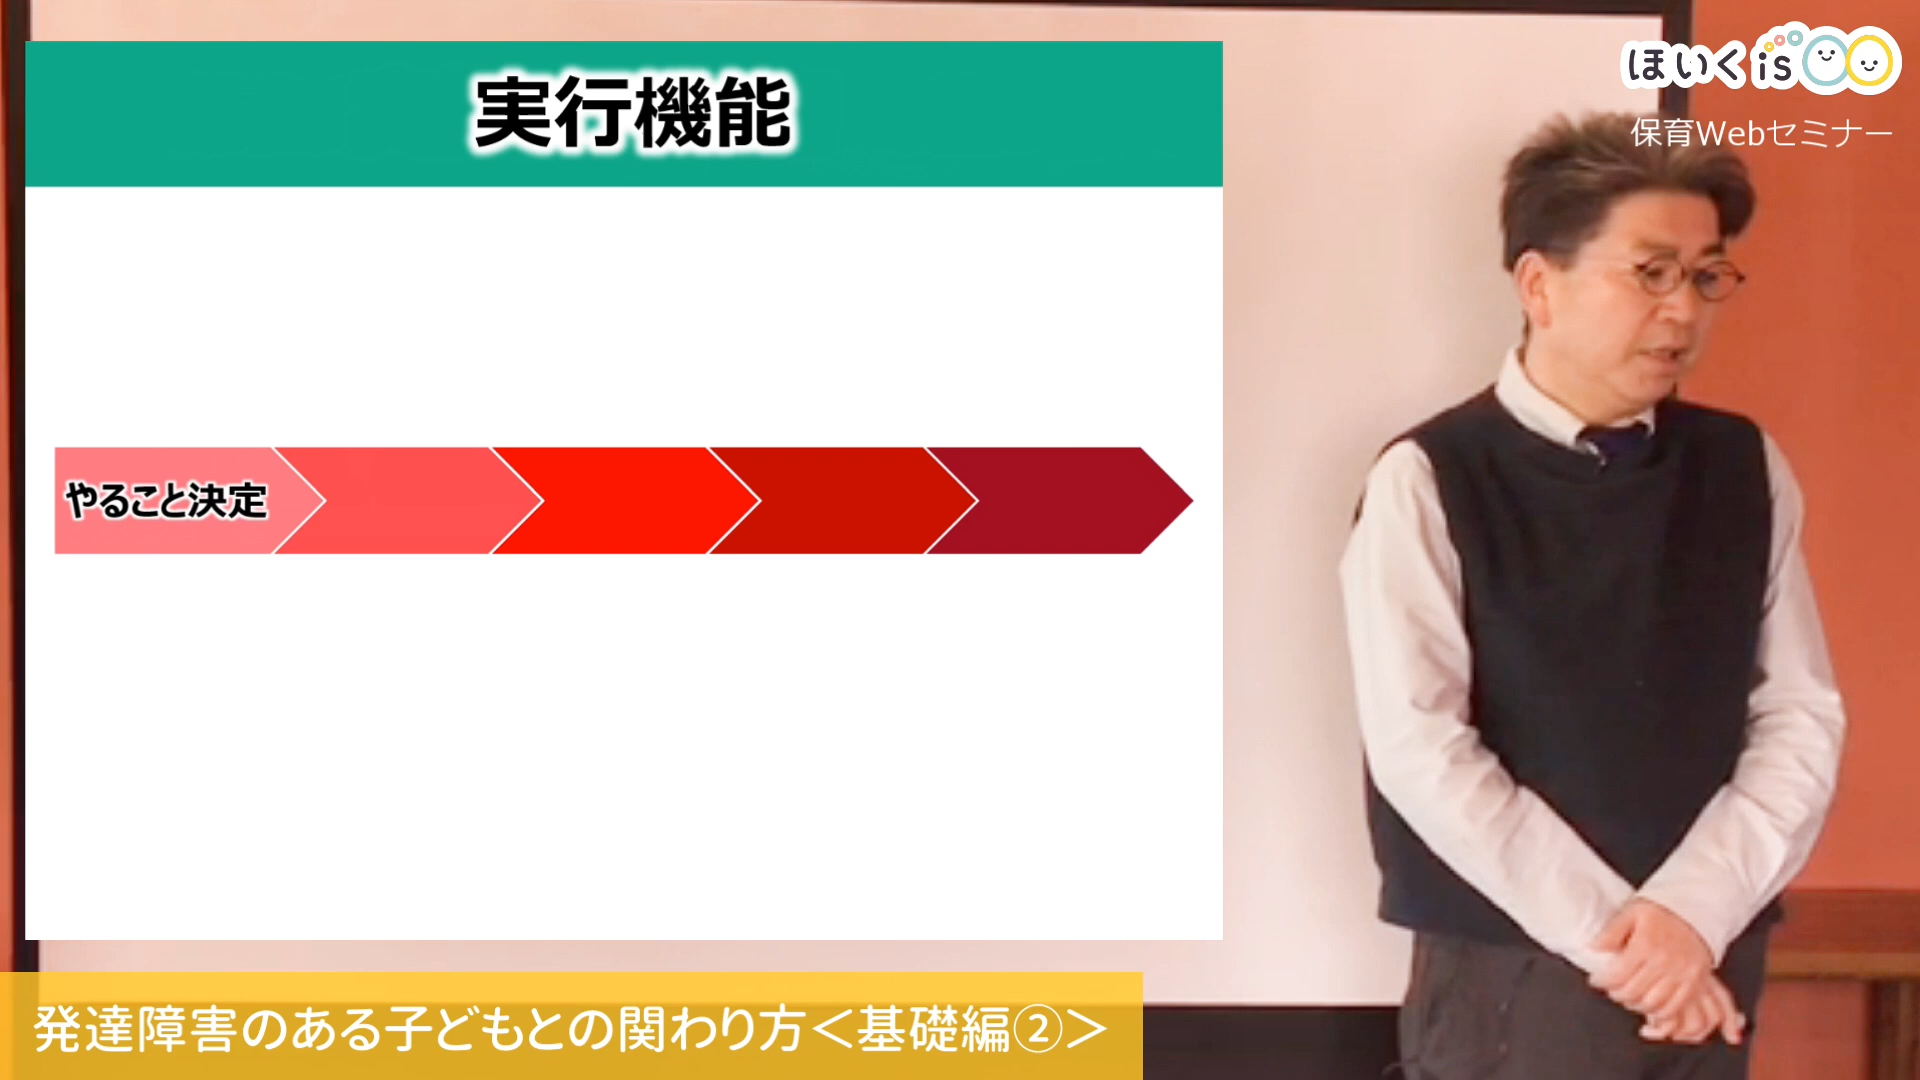 ほいくis
保育Webセミナー
実行機能
やること決定
発達障害のある子どもとの関わり方＜基礎編②＞